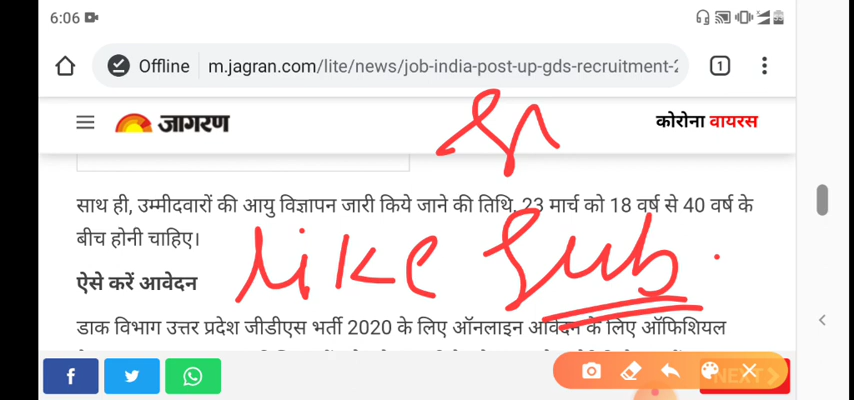 6:06
Offline m.jagran.com/lite/news/job-india-post-up-gds-recruitment-2
1
जागरण
कोरोना वायरस
साथ ही, उम्मीदवारों की आयु विज्ञापन जारी किये जाने की तिथि, 23 मार्च को 18 वर्ष से 40 वर्ष के
बीच होनी चाहिए।
Like Sub.
ऐसे करें आवेदन
डाक विभाग उत्तर प्रदेश जीडीएस भर्ती 2020 के लिए ऑनलाइन आवेदन के लिए ऑफिशियल
NEXT